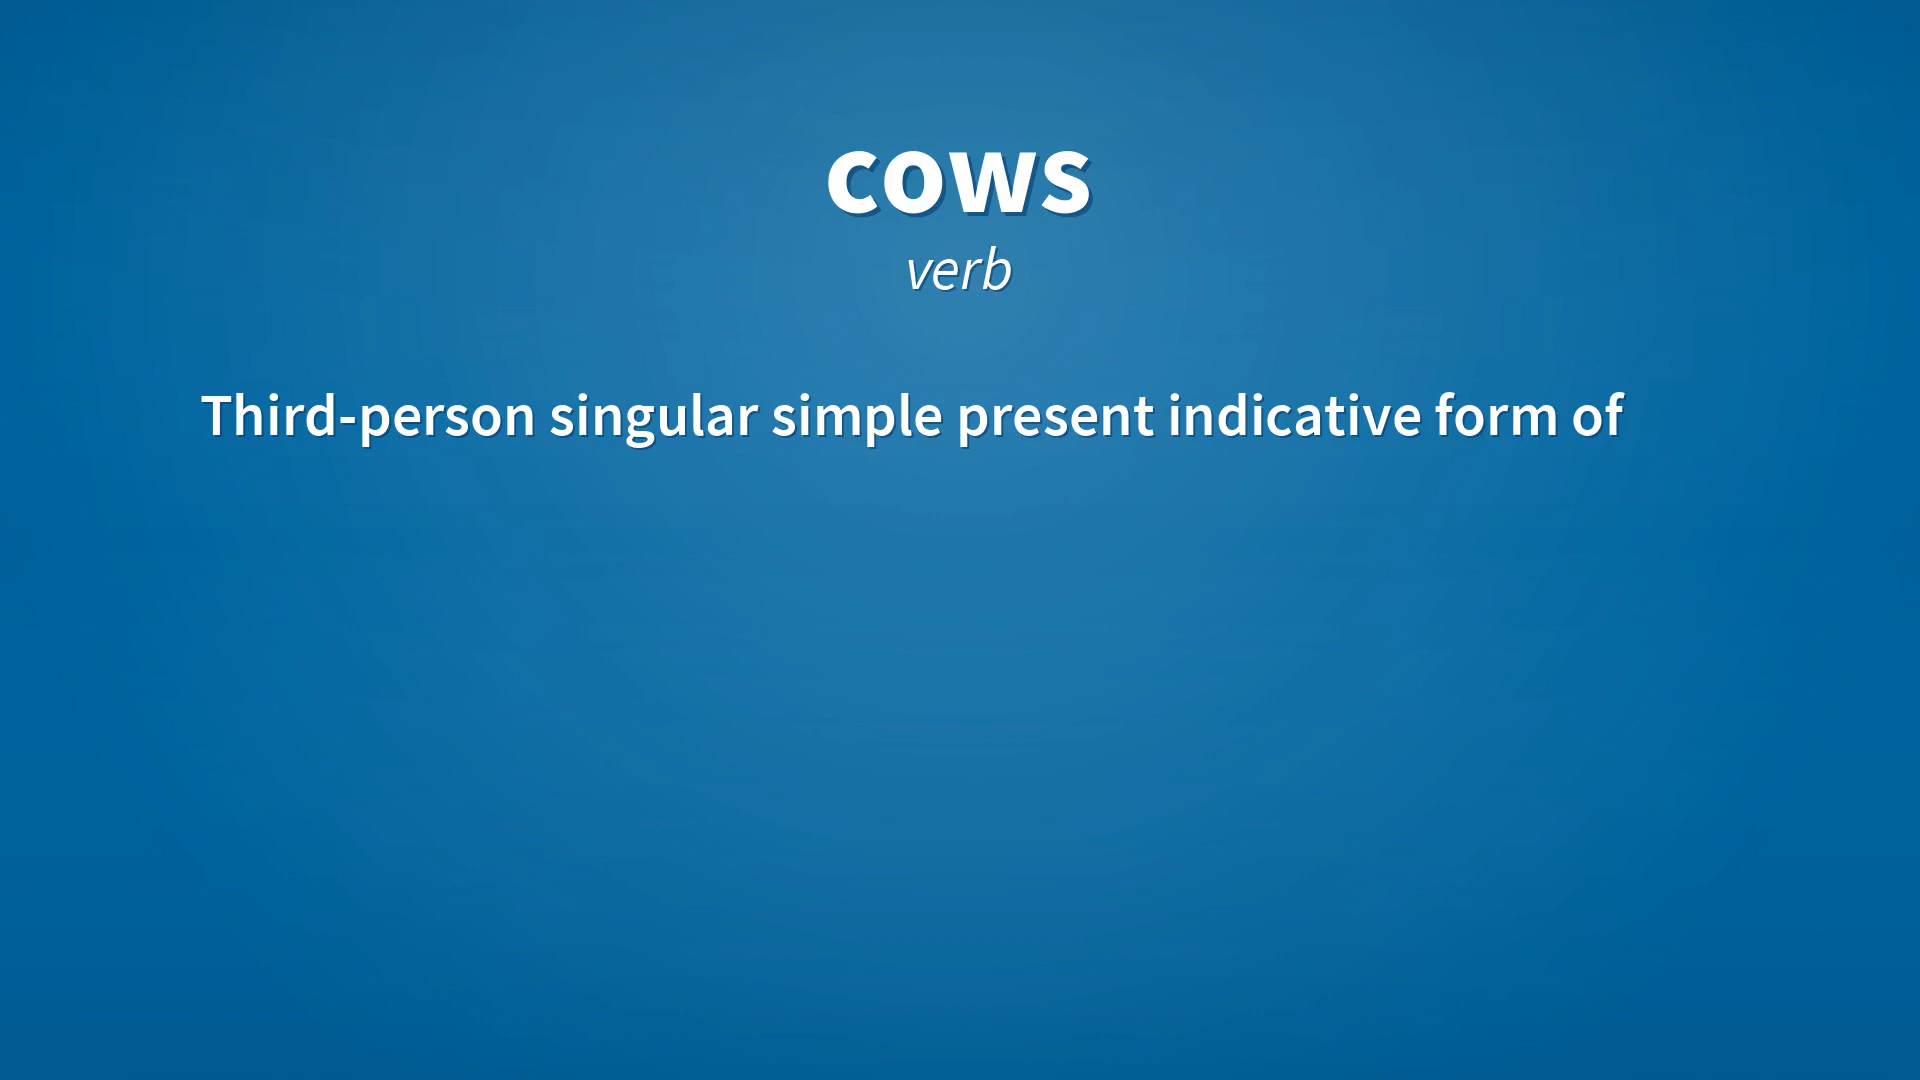 cows
verb
Third-person singular simple present indicative form of